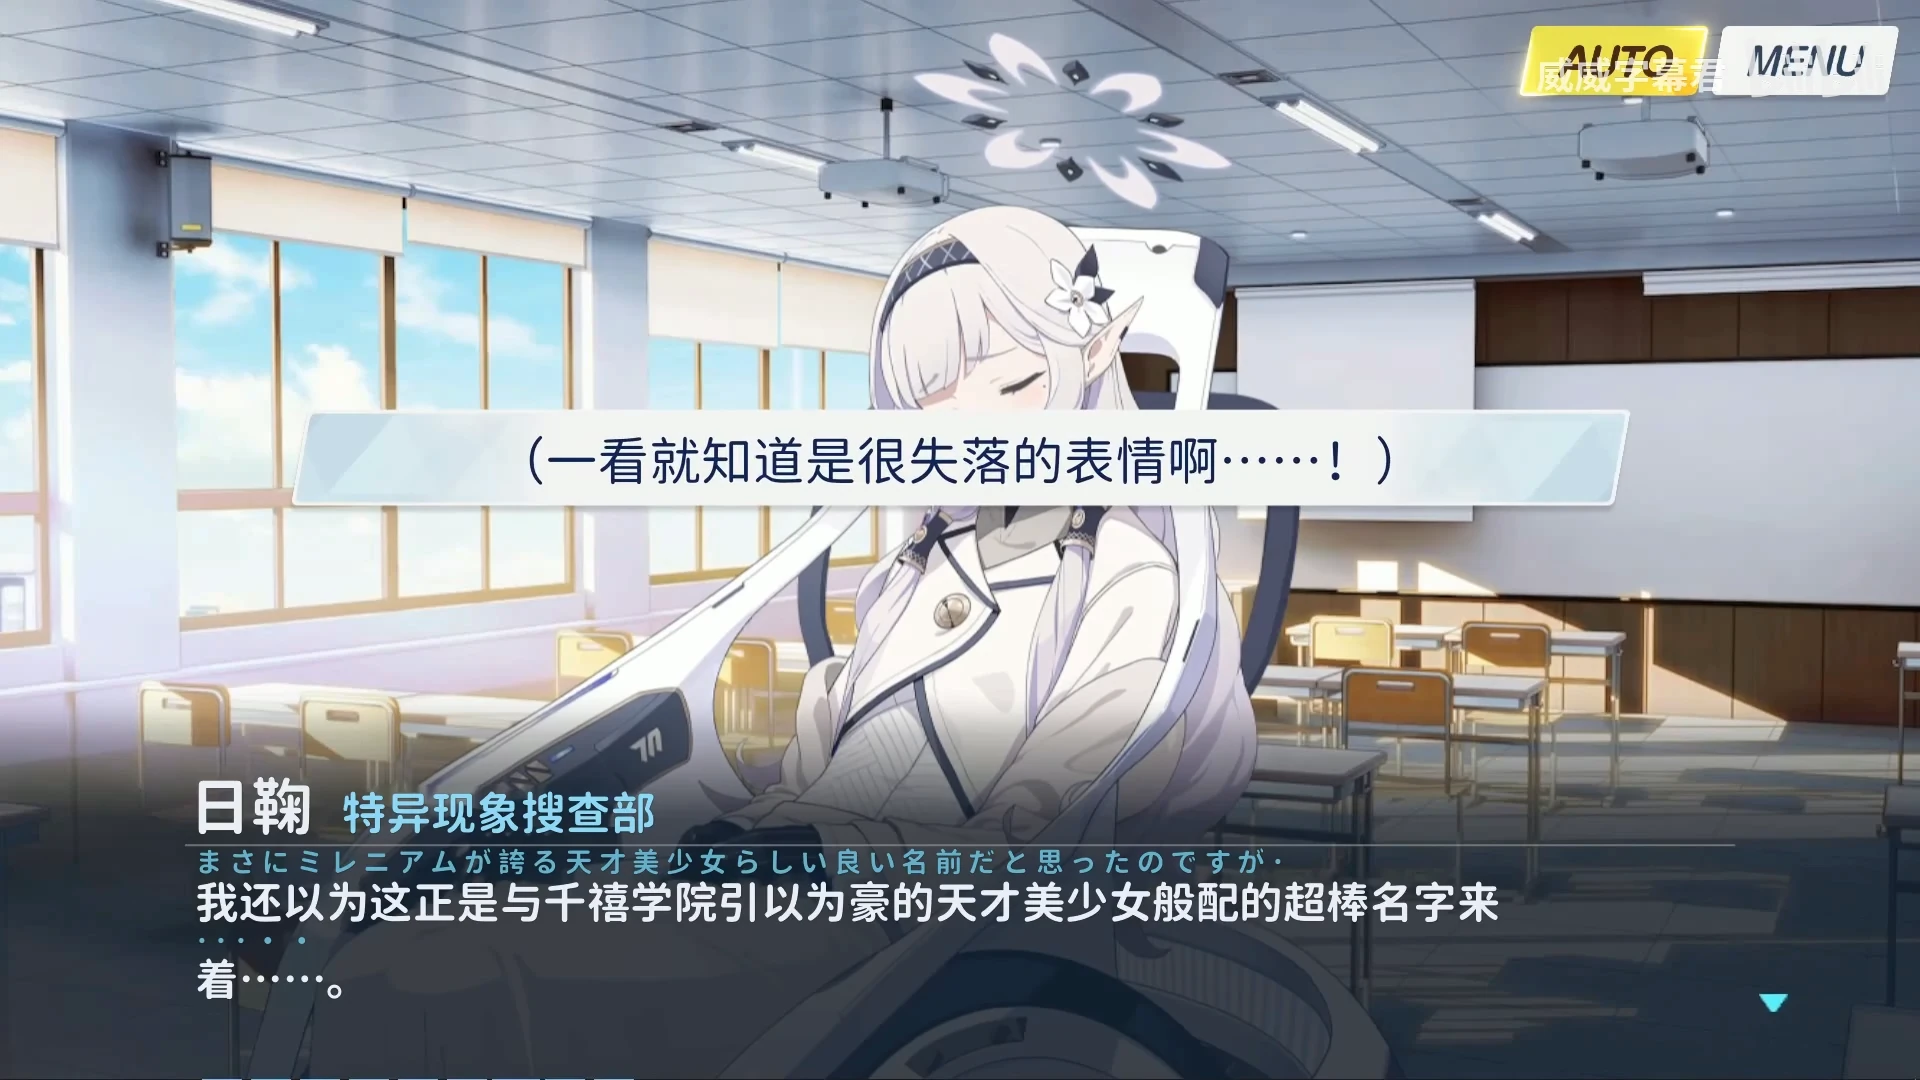 AUTO
MENU
威威字幕君
（一看就知道是很失落的表情啊……！）
日鞠 特异现象搜查部
まさにミレニアムが誇る天才美少女らしい良い名前だと思ったのですが・
我还以为这正是与千禧学院引以为豪的天才美少女般配的超棒名字来
・・・・・
着……。